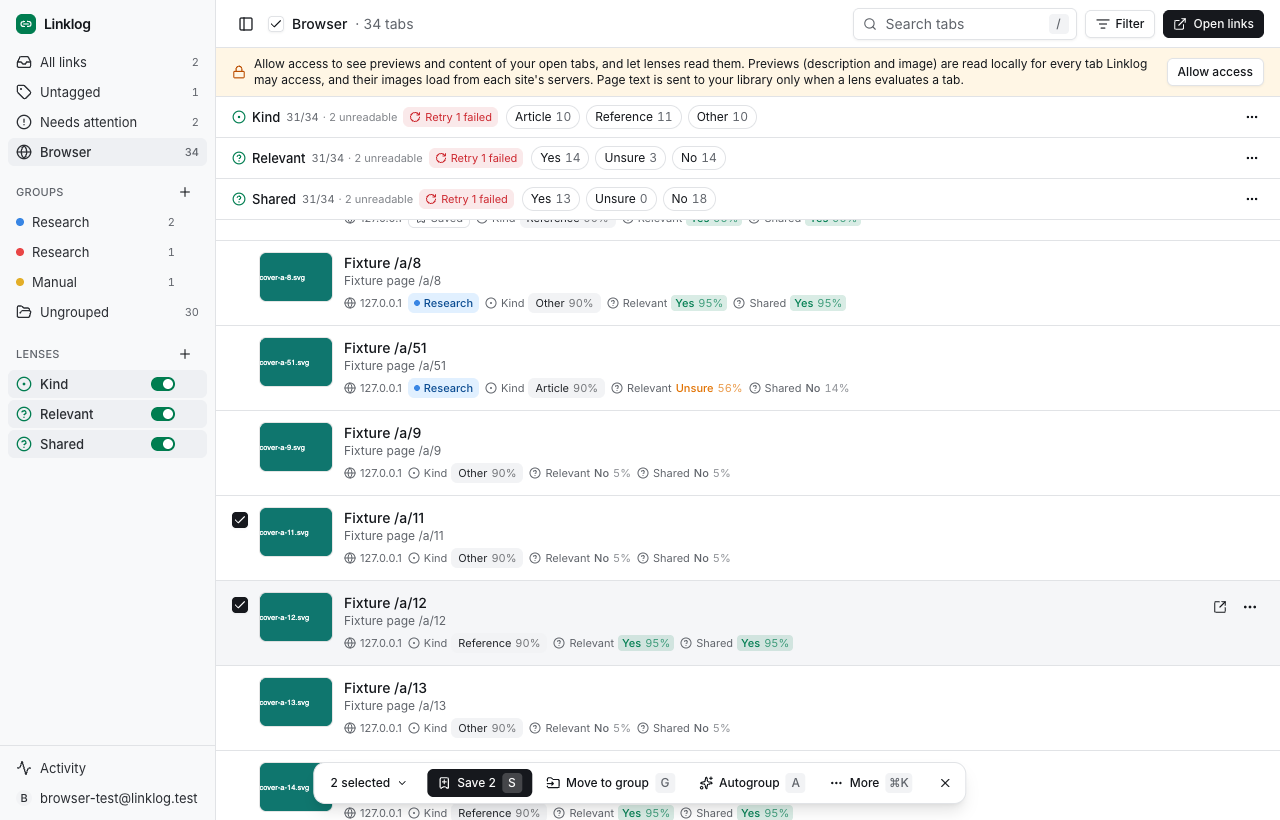 Linklog
All links 2
Untagged 1
Needs attention 2
Browser 34
GROUPS
Research 2
Research 1
Manual 1
Ungrouped 30
LENSES
Kind
Relevant
Shared
Activity
B browser-test@linklog.test
Browser · 34 tabs
Search tabs /
Filter
Open links
Allow access to see previews and content of your open tabs, and let lenses read them. Previews (description and image) are read locally for every tab Linklog
may access, and their images load from each site's servers. Page text is sent to your library only when a lens evaluates a tab.
Allow access
Kind 31/34 · 2 unreadable Retry 1 failed Article 10 Reference 11 Other 10
Relevant 31/34 · 2 unreadable Retry 1 failed Yes 14 Unsure 3 No 14
Shared 31/34 · 2 unreadable Retry 1 failed Yes 13 Unsure 0 No 18
cover-a-8.svg
Fixture /a/8
Fixture page /a/8
127.0.0.1 Research Kind Other 90% Relevant Yes 95% Shared Yes 95%
cover-a-51.svg
Fixture /a/51
Fixture page /a/51
127.0.0.1 Research Kind Article 90% Relevant Unsure 56% Shared No 14%
cover-a-9.svg
Fixture /a/9
Fixture page /a/9
127.0.0.1 Kind Other 90% Relevant No 5% Shared No 5%
cover-a-11.svg
Fixture /a/11
Fixture page /a/11
127.0.0.1 Kind Other 90% Relevant No 5% Shared No 5%
cover-a-12.svg
Fixture /a/12
Fixture page /a/12
127.0.0.1 Kind Reference 90% Relevant Yes 95% Shared Yes 95%
cover-a-13.svg
Fixture /a/13
Fixture page /a/13
127.0.0.1 Kind Other 90% Relevant No 5% Shared No 5%
cover-a-14.svg
2 selected Save 2 S Move to group G Autogroup A More ⌘K
127.0.0.1 Kind Reference 90% Relevant Yes 95% Shared Yes 95%